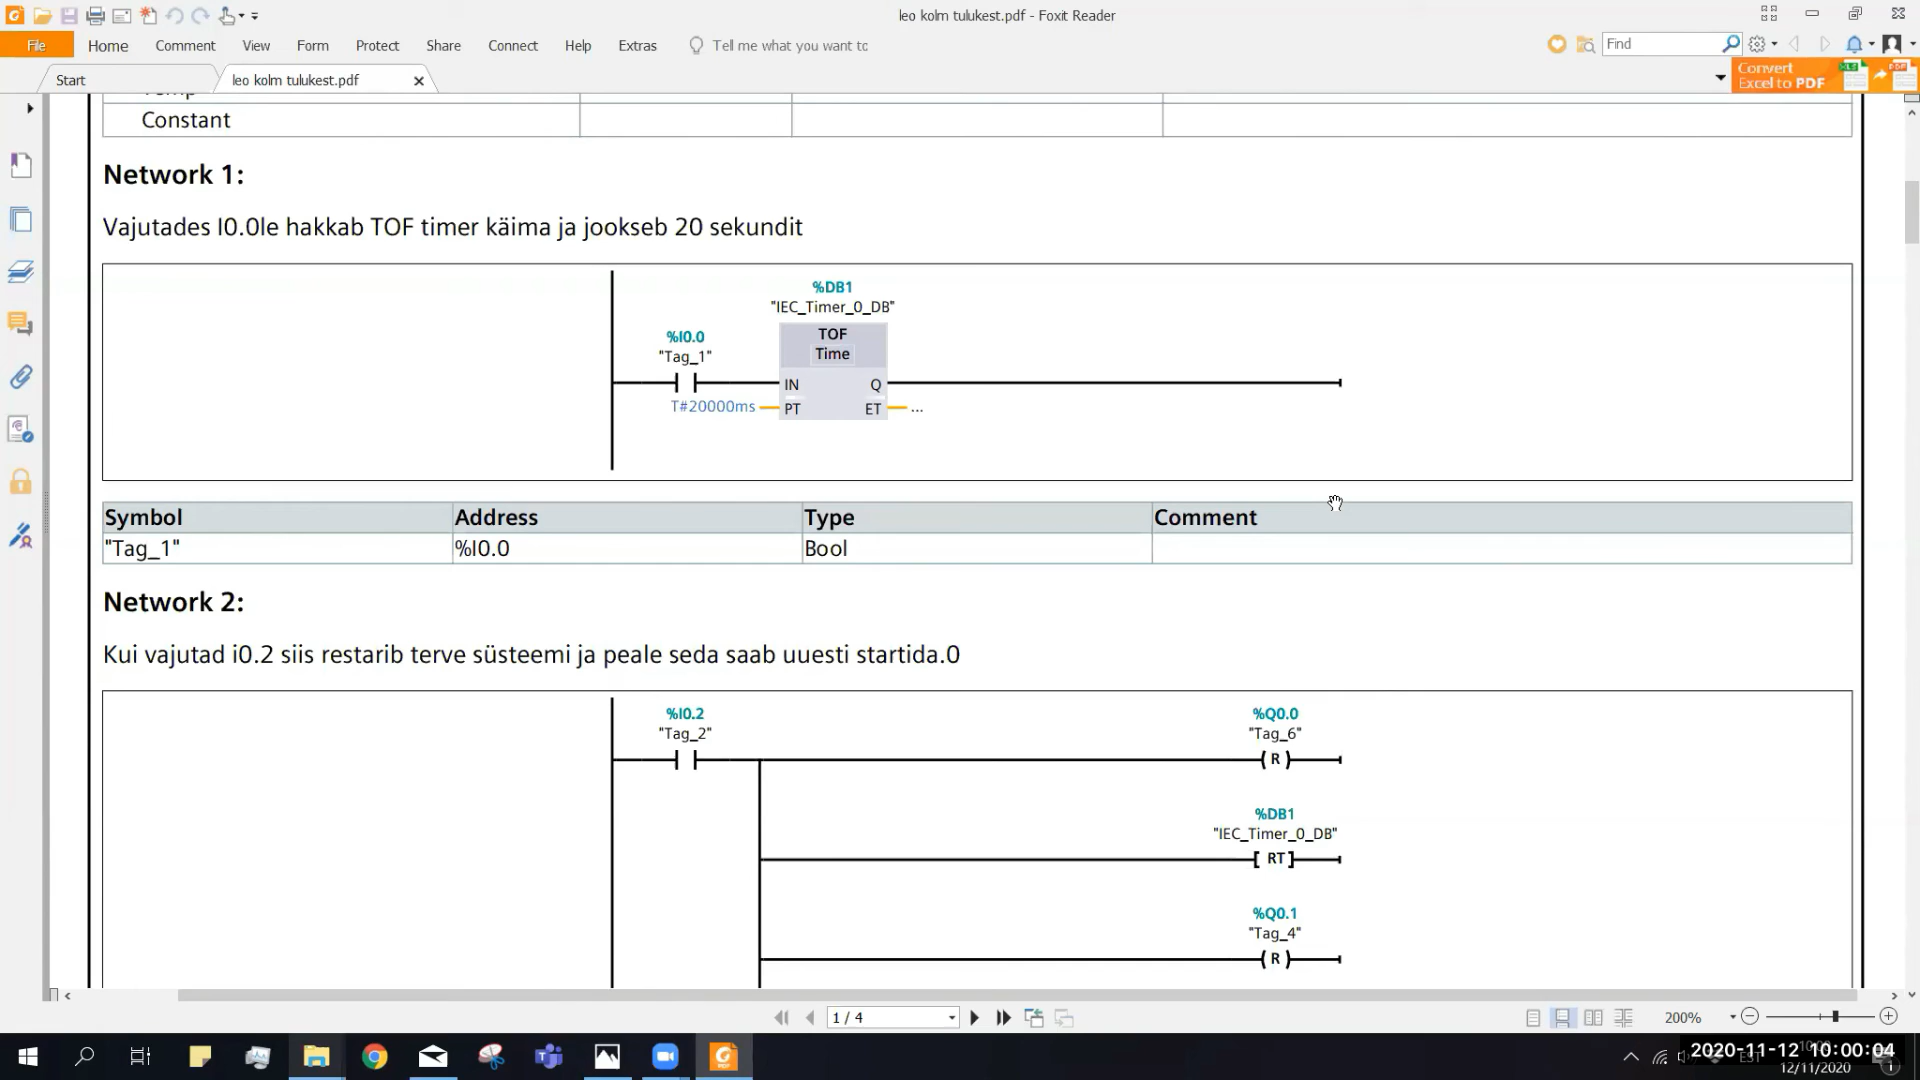 leo kolm tulukest.pdf - Foxit Reader
File Home Comment View Form Protect Share Connect Help Extras Tell me what you want to Find
Start leo kolm tulukest.pdf
Convert
Excel to PDF
Constant
Network 1:
Vajutades I0.0le hakkab TOF timer käima ja jookseb 20 sekundit
%DB1
"IEC_Timer_0_DB"
%I0.0
"Tag_1"
TOF
Time
IN Q
T#20000ms PT ET ...
Symbol Address Type Comment
"Tag_1" %I0.0 Bool
Network 2:
Kui vajutad i0.2 siis restarib terve süsteemi ja peale seda saab uuesti startida.0
%I0.2
"Tag_2"
%Q0.0
"Tag_6"
R
%DB1
"IEC_Timer_0_DB"
RT
%Q0.1
"Tag_4"
R
1 / 4
200%
2020-11-12 10:00:04
12/11/2020